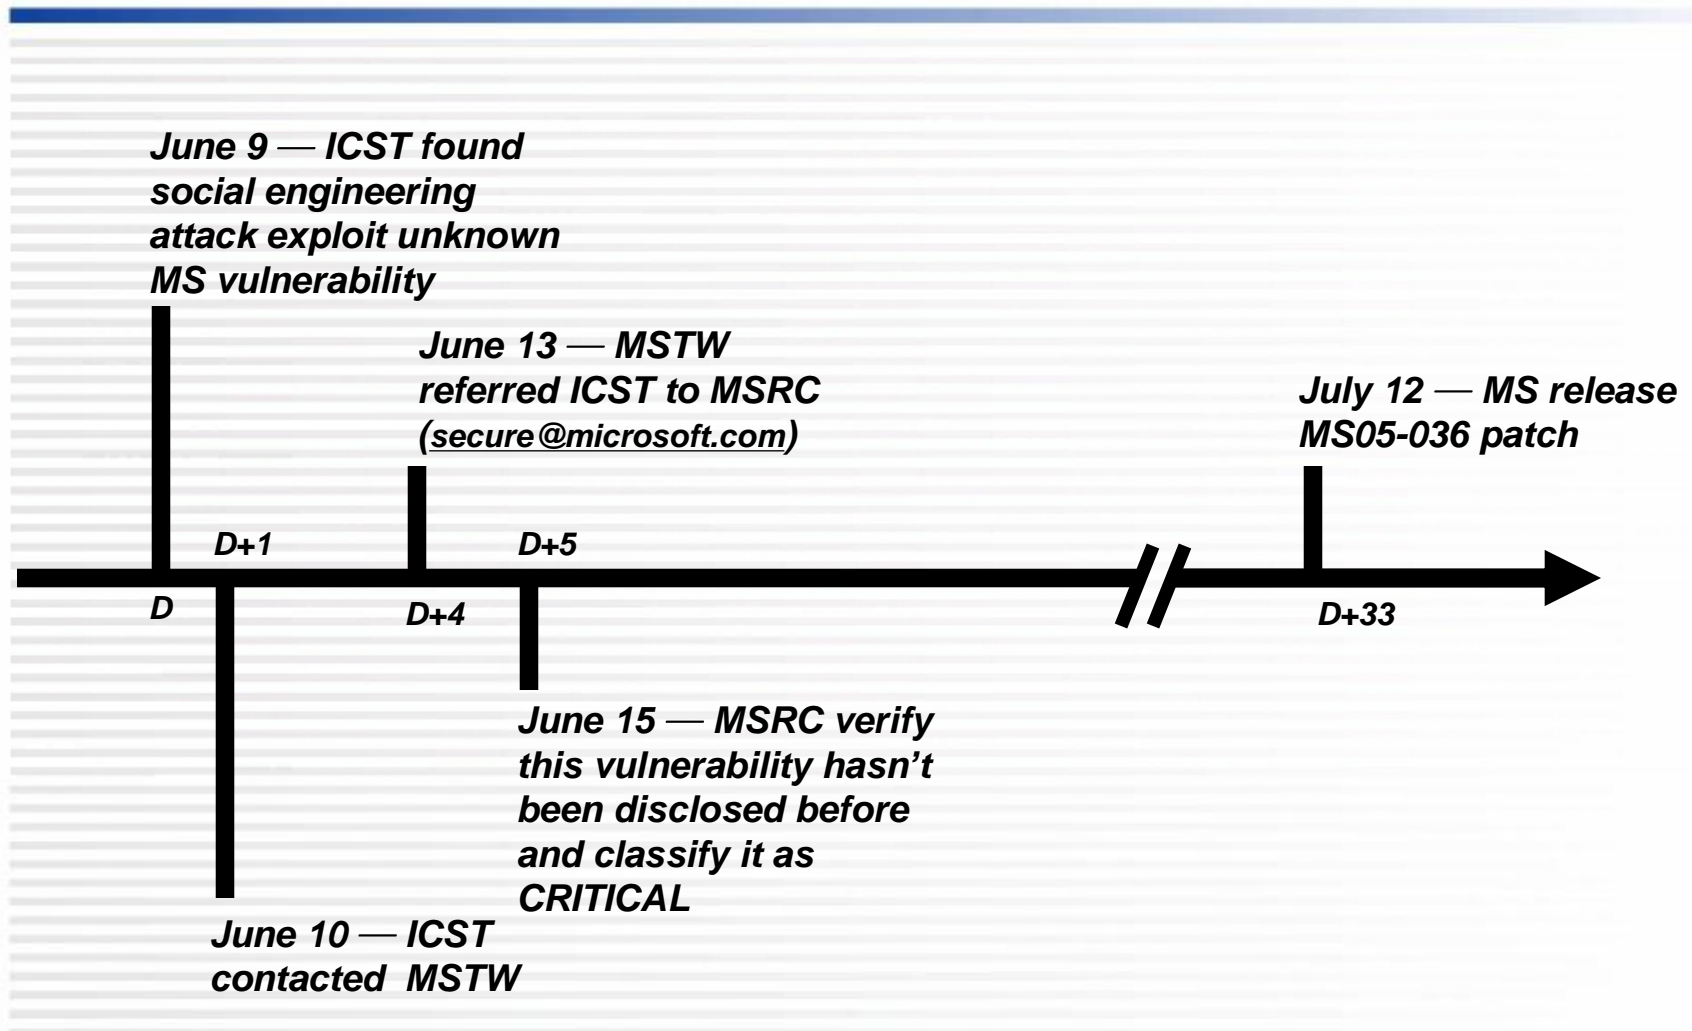 June 9 — ICST found
social engineering
attack exploit unknown
MS vulnerability
June 13 — MSTW
referred ICST to MSRC
(secure@microsoft.com)
July 12 — MS release
MS05-036 patch
D+1
D+5
D
D+4
D+33
June 15 — MSRC verify
this vulnerability hasn’t
been disclosed before
and classify it as
CRITICAL
June 10 — ICST
contacted MSTW